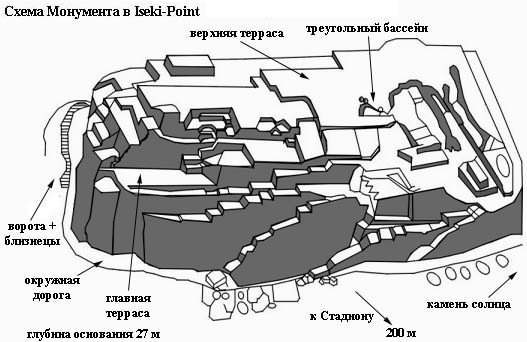 Схема Монумента в Iseki-Point
верхняя терраса
треугольный бассейн
ворота +
близнецы
окружная
дорога
главная
терраса
к Стадиону
камень солнца
глубина основания 27 м
200 м